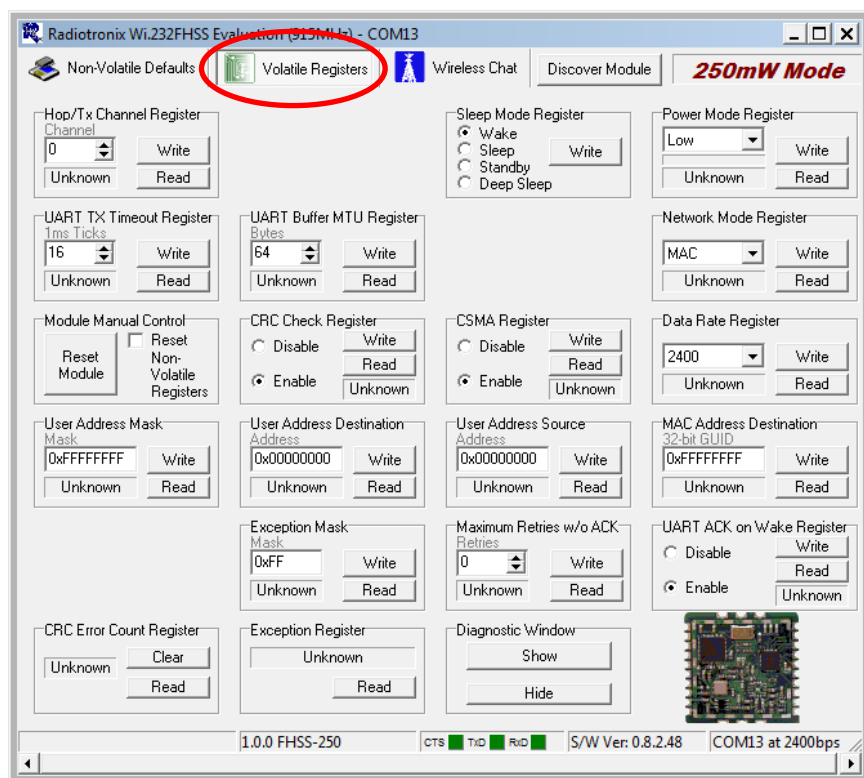 Radiotronix Wi.232FHSS Evaluation (915MHz) - COM13
Non-Volatile Defaults Volatile Registers Wireless Chat Discover Module 250mW Mode
Hop/Tx Channel Register
Channel
0 Write
Unknown Read
Sleep Mode Register
Wake
Sleep
Standby
Deep Sleep
Write
Power Mode Register
Low Write
Unknown Read
UART TX Timeout Register
1ms Ticks
16 Write
Unknown Read
UART Buffer MTU Register
Bytes
64 Write
Unknown Read
Network Mode Register
MAC Write
Unknown Read
Module Manual Control
Reset Module
Reset
Non-
Volatile
Registers
CRC Check Register
Disable Write
Read
Enable Unknown
CSMA Register
Disable Write
Read
Enable Unknown
Data Rate Register
2400 Write
Unknown Read
User Address Mask
Mask
0xFFFFFFFF Write
Unknown Read
User Address Destination
Address
0x00000000 Write
Unknown Read
User Address Source
Address
0x00000000 Write
Unknown Read
MAC Address Destination
32-bit GUID
0xFFFFFFFF Write
Unknown Read
Exception Mask
Mask
0xFF Write
Unknown Read
Maximum Retries w/o ACK
Retries
0 Write
Unknown Read
UART ACK on Wake Register
Disable Write
Read
Enable Unknown
CRC Error Count Register
Unknown Clear
Read
Exception Register
Unknown
Read
Diagnostic Window
Show
Hide
1.0.0 FHSS-250 CTS TXD RXD S/W Ver: 0.8.2.48 COM13 at 2400bps